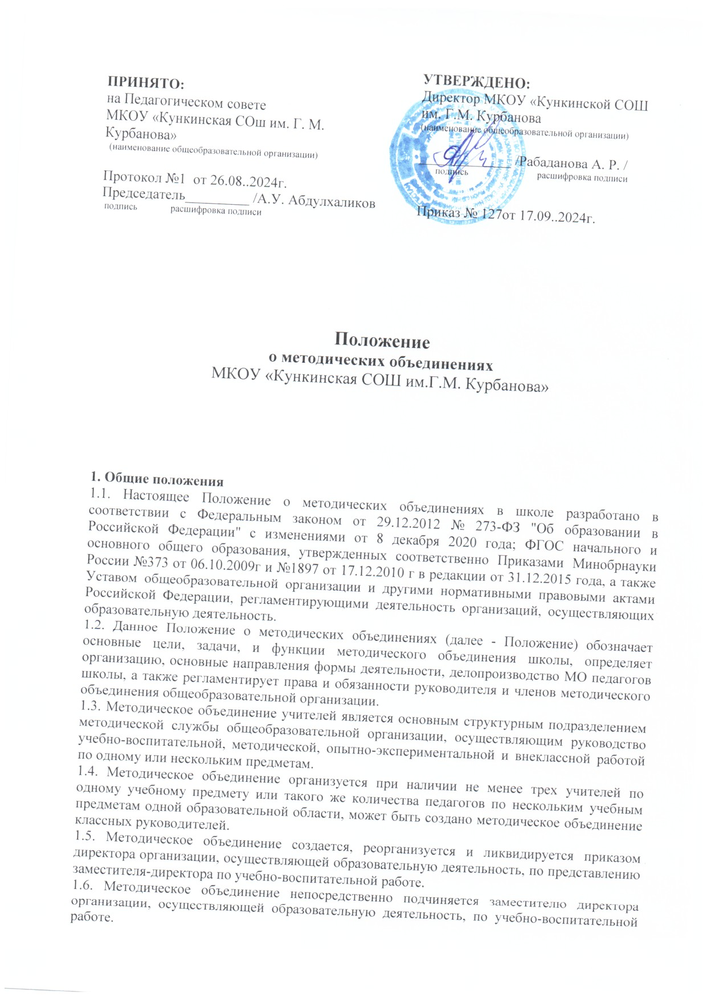 ПРИНЯТО:
на Педагогическом совете
МКОУ «Кункинская СОш им. Г. М.
Курбанова»
(наименование общеобразовательной организации)
Протокол №1 от 26.08..2024г.
Председатель_________ /А.У. Абдулхаликов
подпись расшифровка подписи
УТВЕРЖДЕНО:
Директор МКОУ «Кункинской СОШ
им. Г.М. Курбанова
(наименование общеобразовательной организации)
_____________ /Рабаданова А. Р. /
подпись расшифровка подписи
Приказ № 127от 17.09..2024г.
Положение
о методических объединениях
МКОУ «Кункинская СОШ им.Г.М. Курбанова»
1. Общие положения
1.1. Настоящее Положение о методических объединениях в школе разработано в
соответствии с Федеральным законом от 29.12.2012 № 273-ФЗ "Об образовании в
Российской Федерации" с изменениями от 8 декабря 2020 года; ФГОС начального и
основного общего образования, утвержденных соответственно Приказами Минобрнауки
России №373 от 06.10.2009г и №1897 от 17.12.2010 г в редакции от 31.12.2015 года, а также
Уставом общеобразовательной организации и другими нормативными правовыми актами
Российской Федерации, регламентирующими деятельность организаций, осуществляющих
образовательную деятельность.
1.2. Данное Положение о методических объединениях (далее - Положение) обозначает
основные цели, задачи, и функции методического объединения школы, определяет
организацию, основные направления формы деятельности, делопроизводство МО педагогов
школы, а также регламентирует права и обязанности руководителя и членов методического
объединения общеобразовательной организации.
1.3. Методическое объединение учителей является основным структурным подразделением
методической службы общеобразовательной организации, осуществляющим руководство
учебно-воспитательной, методической, опытно-экспериментальной и внеклассной работой
по одному или нескольким предметам.
1.4. Методическое объединение организуется при наличии не менее трех учителей по
одному учебному предмету или такого же количества педагогов по нескольким учебным
предметам одной образовательной области, может быть создано методическое объединение
классных руководителей.
1.5. Методическое объединение создается, реорганизуется и ликвидируется приказом
директора организации, осуществляющей образовательную деятельность, по представлению
заместителя-директора по учебно-воспитательной работе.
1.6. Методическое объединение непосредственно подчиняется заместителю директора
организации, осуществляющей образовательную деятельность, по учебно-воспитательной
работе.